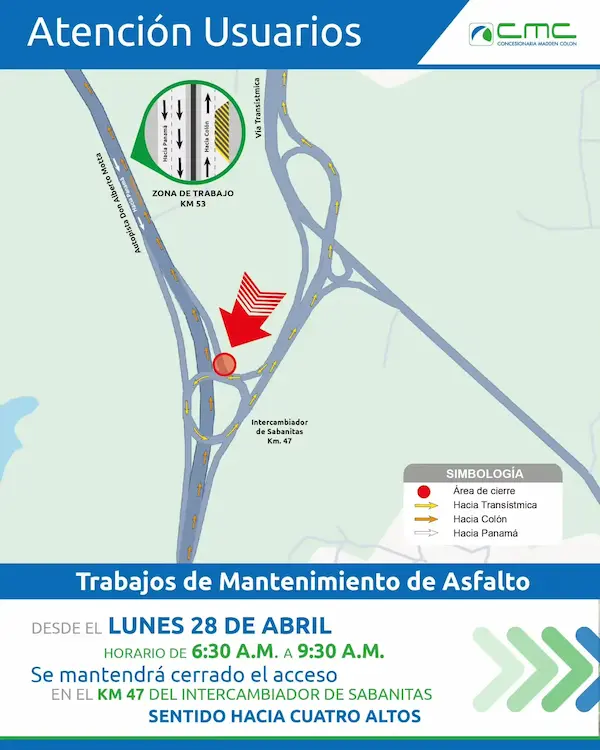 Atención Usuarios
CMC
CONCESIONARIA MADDEN COLON
Vía Transístmica
Hacia Panamá
Hacia Colón
ZONA DE TRABAJO
KM 53
Autopista Don Alberto Motta
Hacia Panamá
Intercambiador
de Sabanitas
Km. 47
SIMBOLOGÍA
Área de cierre
Hacia Transístmica
Hacia Colón
Hacia Panamá
Trabajos de Mantenimiento de Asfalto
DESDE EL LUNES 28 DE ABRIL
HORARIO DE 6:30 A.M. A 9:30 A.M.
Se mantendrá cerrado el acceso
EN EL KM 47 DEL INTERCAMBIADOR DE SABANITAS
SENTIDO HACIA CUATRO ALTOS